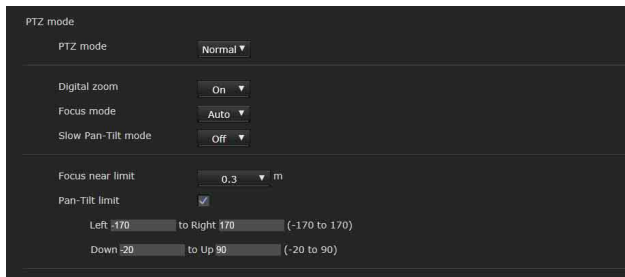 PTZ mode
PTZ mode Normal
Digital zoom On
Focus mode Auto
Slow Pan-Tilt mode Off
Focus near limit 0.3 m
Pan-Tilt limit
Left -170 to Right 170 (-170 to 170)
Down -20 to Up 90 (-20 to 90)